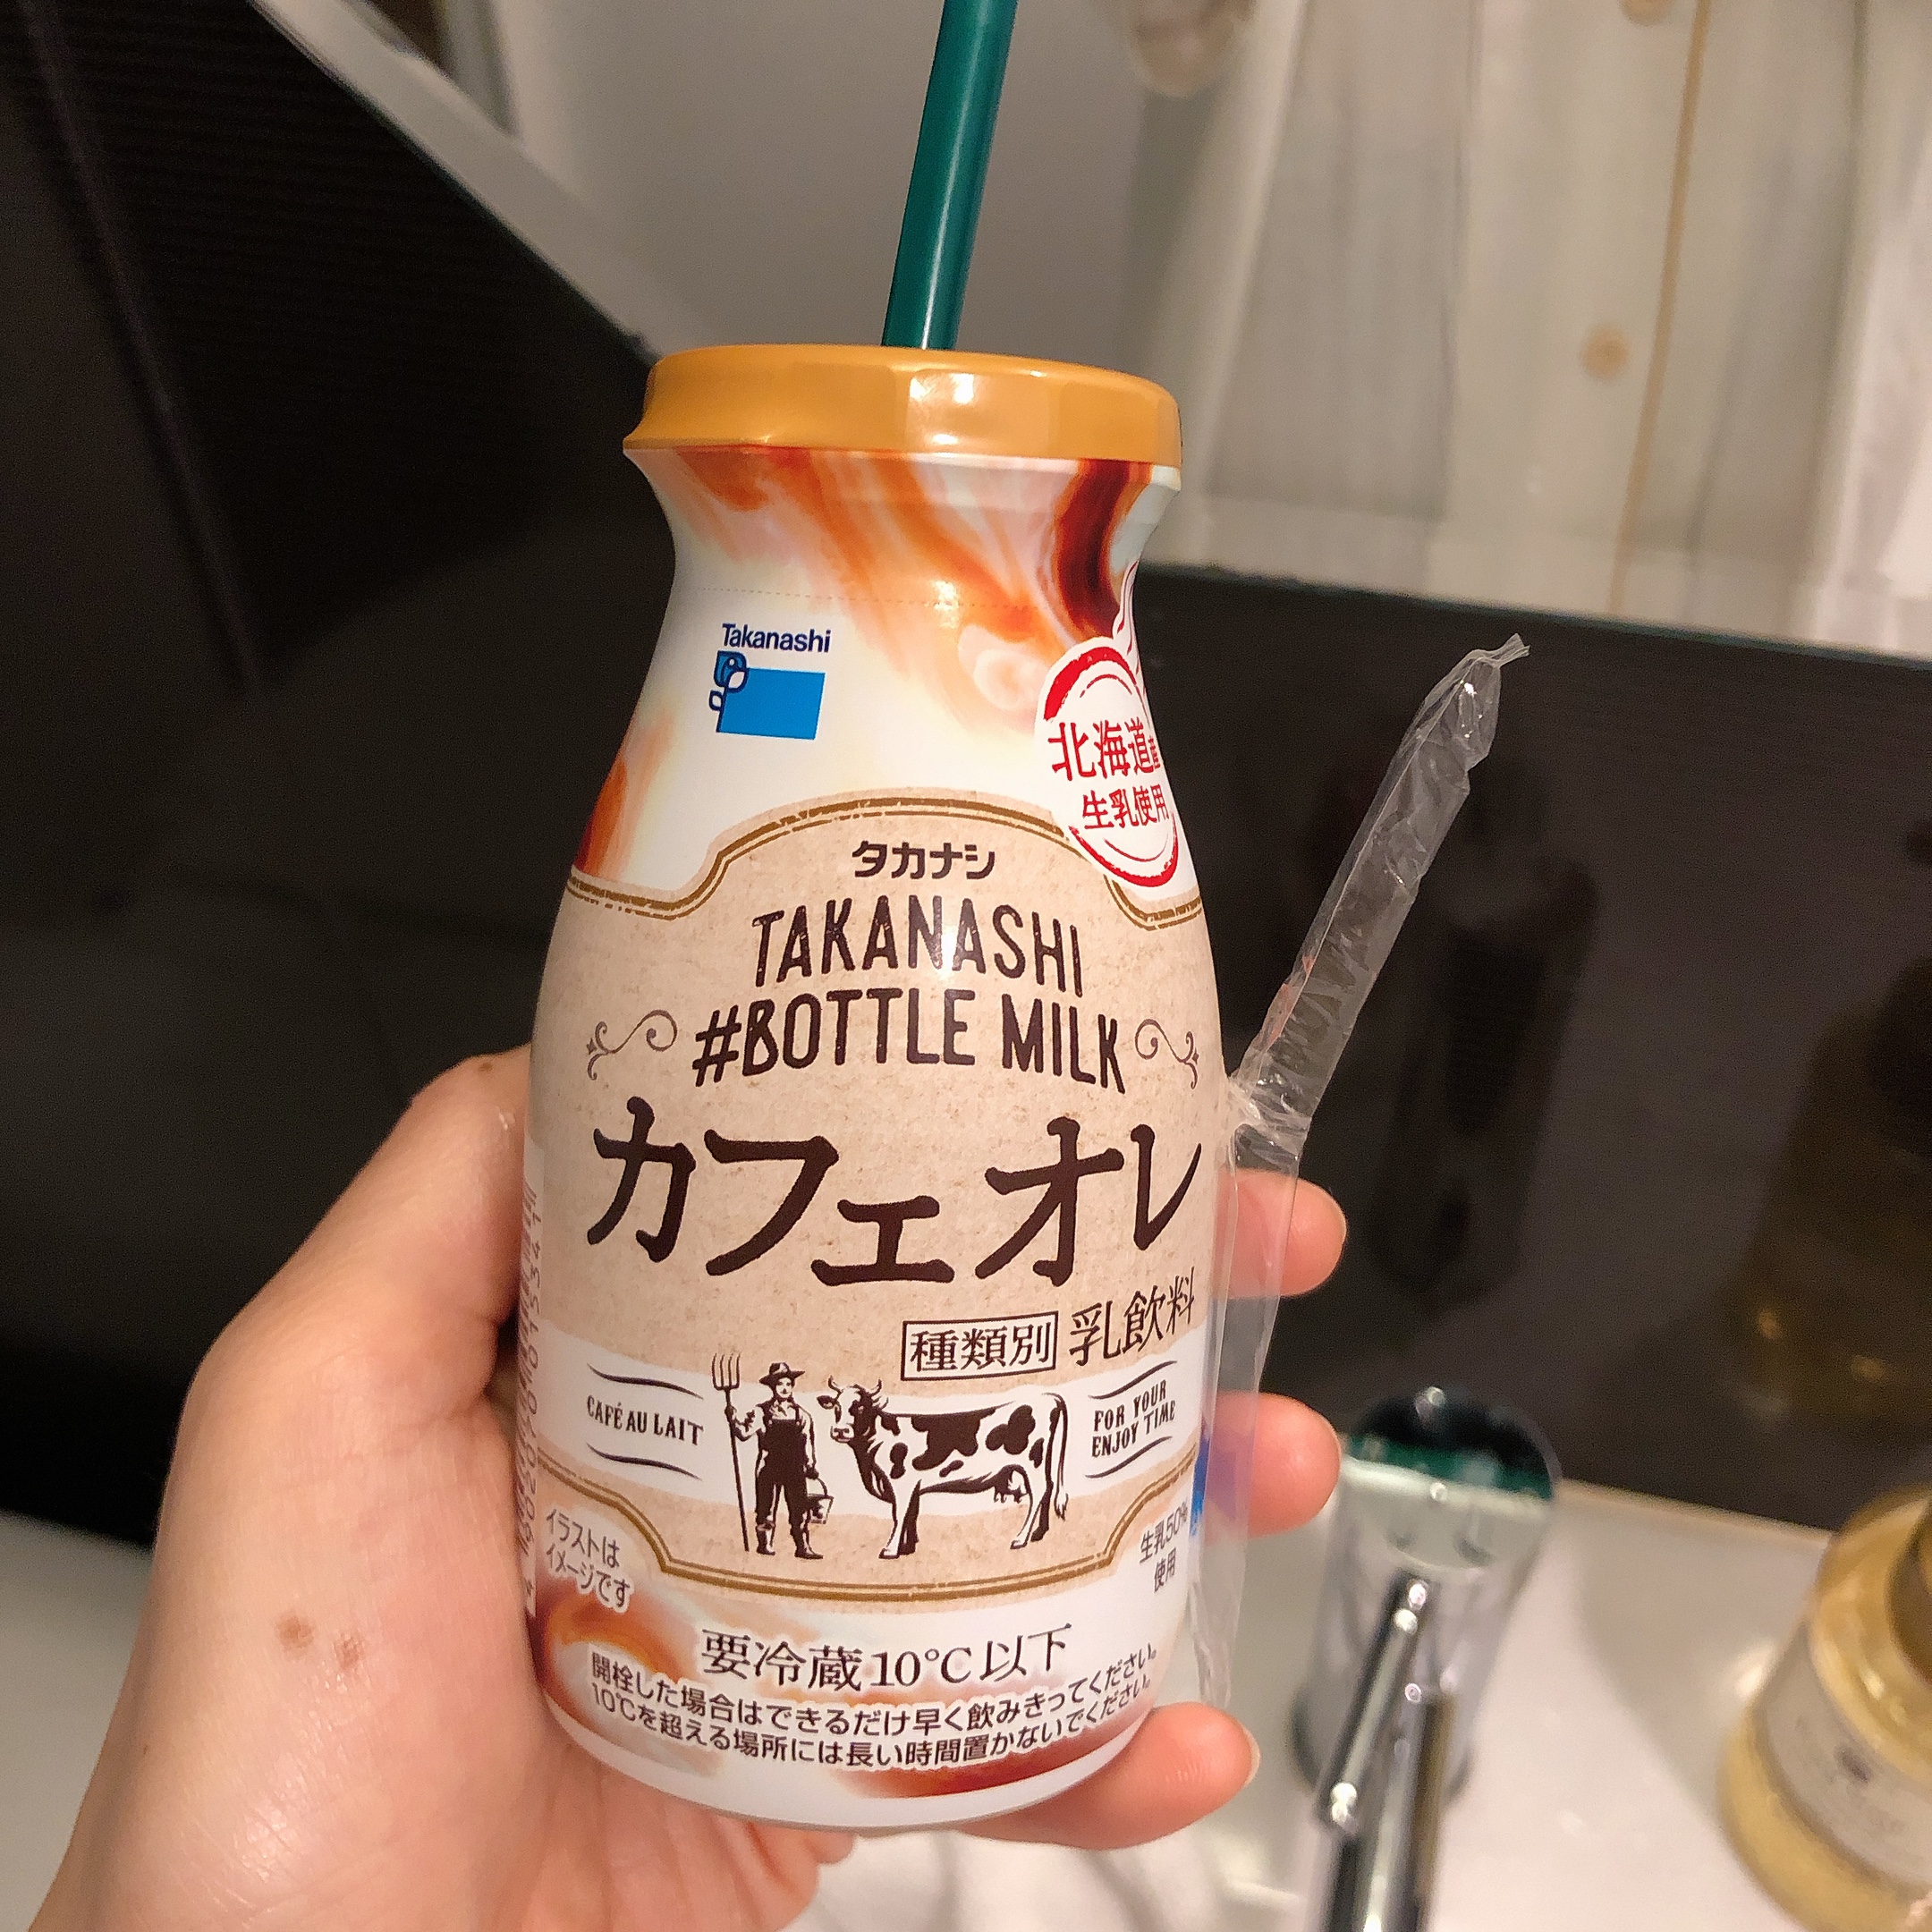 Takanashi
北海道産
生乳使用
タカナシ
TAKANASHI
#BOTTLE MILK
カフェオレ
種類別 乳飲料
CAFÉ AU LAIT
FOR YOUR
ENJOY TIME
イラストは
イメージです
生乳50%
使用
要冷蔵10℃以下
開栓した場合はできるだけ早く飲みきってください。
10℃を超える場所には長い時間置かないでください。